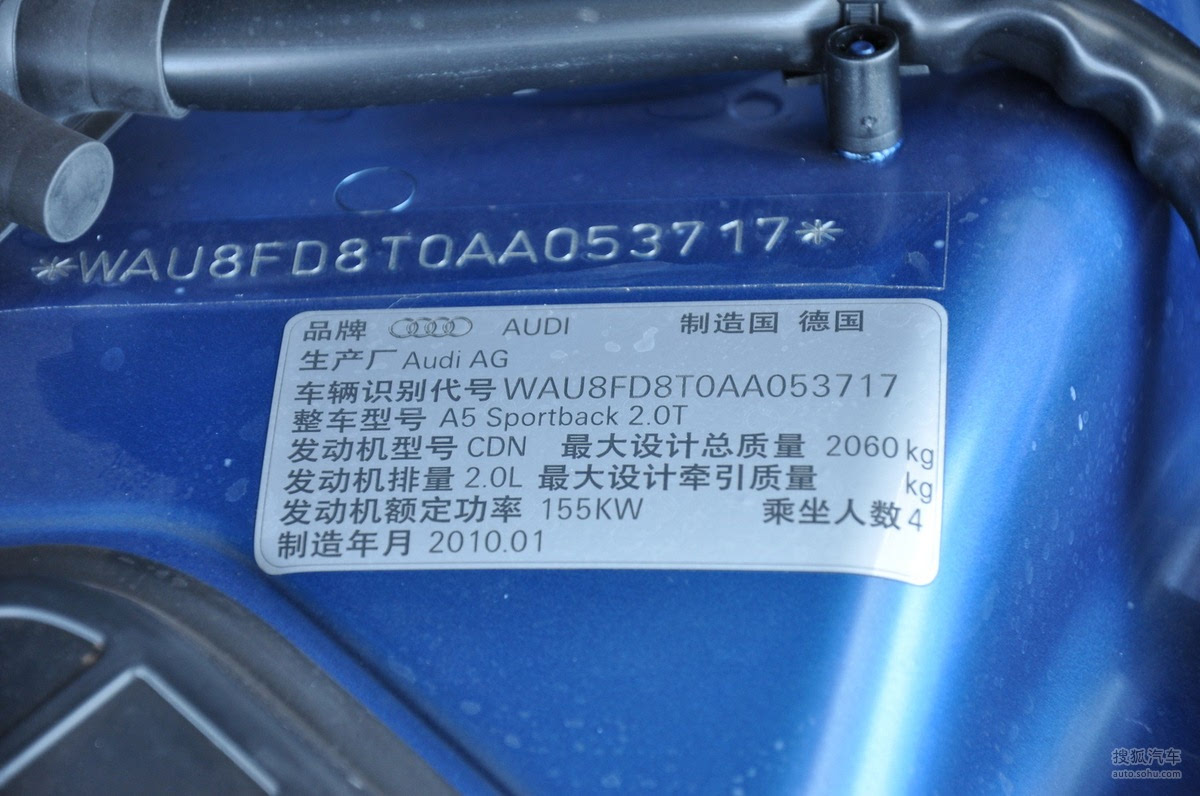 *WAU8FD8T0AA053717*
品牌 AUDI 制造国 德国
生产厂 Audi AG
车辆识别代号 WAU8FD8T0AA053717
整车型号 A5 Sportback 2.0T
发动机型号 CDN 最大设计总质量 2060 kg
发动机排量 2.0L 最大设计牵引质量 kg
发动机额定功率 155KW 乘坐人数 4
制造年月 2010.01
搜狐汽车
auto.sohu.com